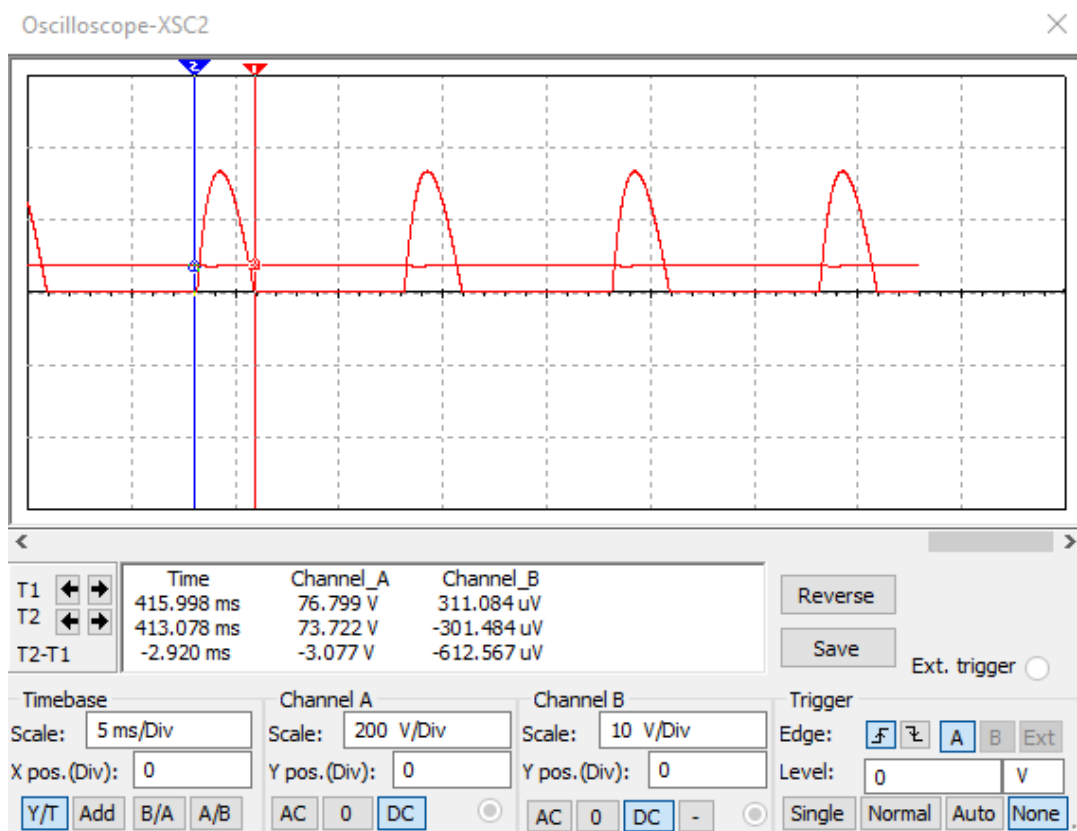 Oscilloscope-XSC2
2 1
Time Channel_A Channel_B
T1 415.998 ms 76.799 V 311.084 uV
T2 413.078 ms 73.722 V -301.484 uV
T2-T1 -2.920 ms -3.077 V -612.567 uV
Reverse
Save
Ext. trigger
Timebase
Scale: 5 ms/Div
X pos.(Div): 0
Y/T Add B/A A/B
Channel A
Scale: 200 V/Div
Y pos.(Div): 0
AC 0 DC
Channel B
Scale: 10 V/Div
Y pos.(Div): 0
AC 0 DC -
Trigger
Edge: A B Ext
Level: 0 V
Single Normal Auto None